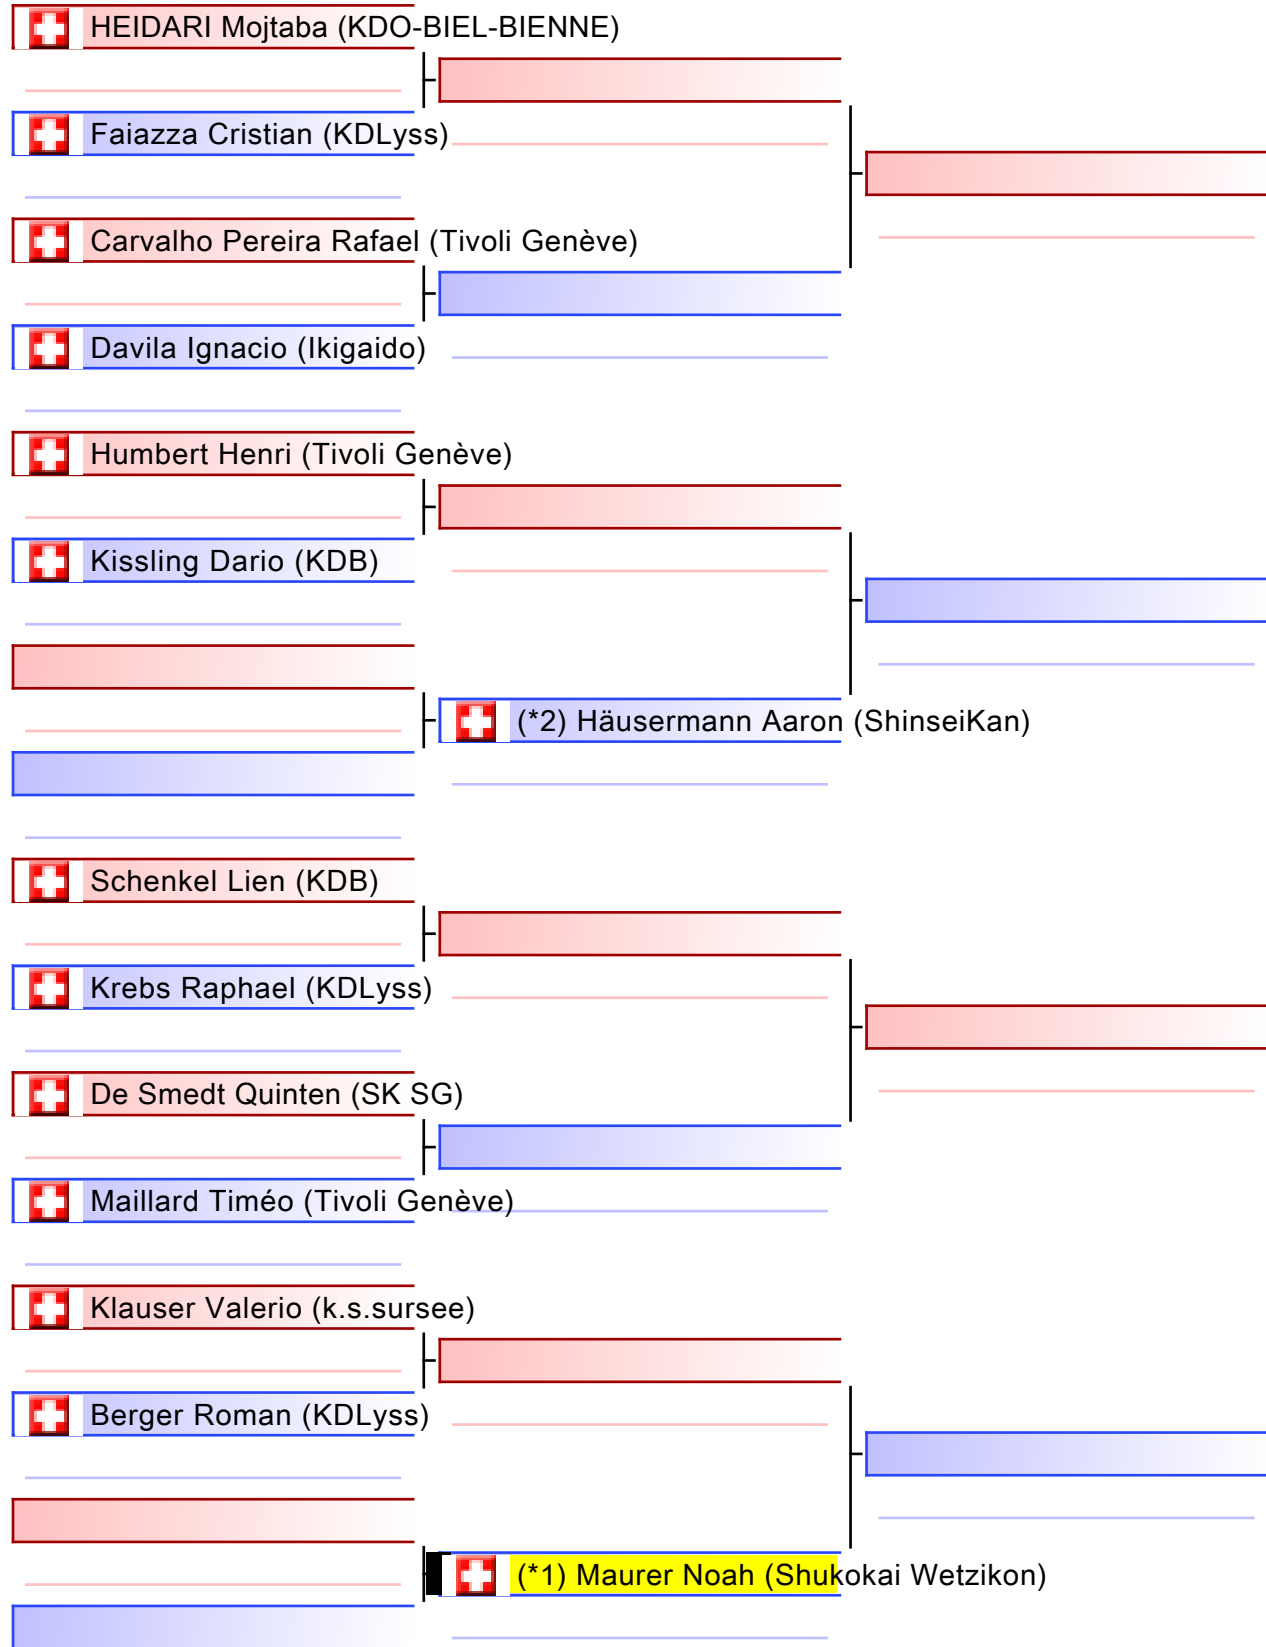 HEIDARI Mojtaba (KDO-BIEL-BIENNE)
Faiazza Cristian (KDLyss)
Carvalho Pereira Rafael (Tivoli Genève)
Davila Ignacio (Ikigaido)
Humbert Henri (Tivoli Genève)
Kissling Dario (KDB)
(*2) Häusermann Aaron (ShinseiKan)
Schenkel Lien (KDB)
Krebs Raphael (KDLyss)
De Smedt Quinten (SK SG)
Maillard Timéo (Tivoli Genève)
Klauser Valerio (k.s.sursee)
Berger Roman (KDLyss)
(*1) Maurer Noah (Shukokai Wetzikon)